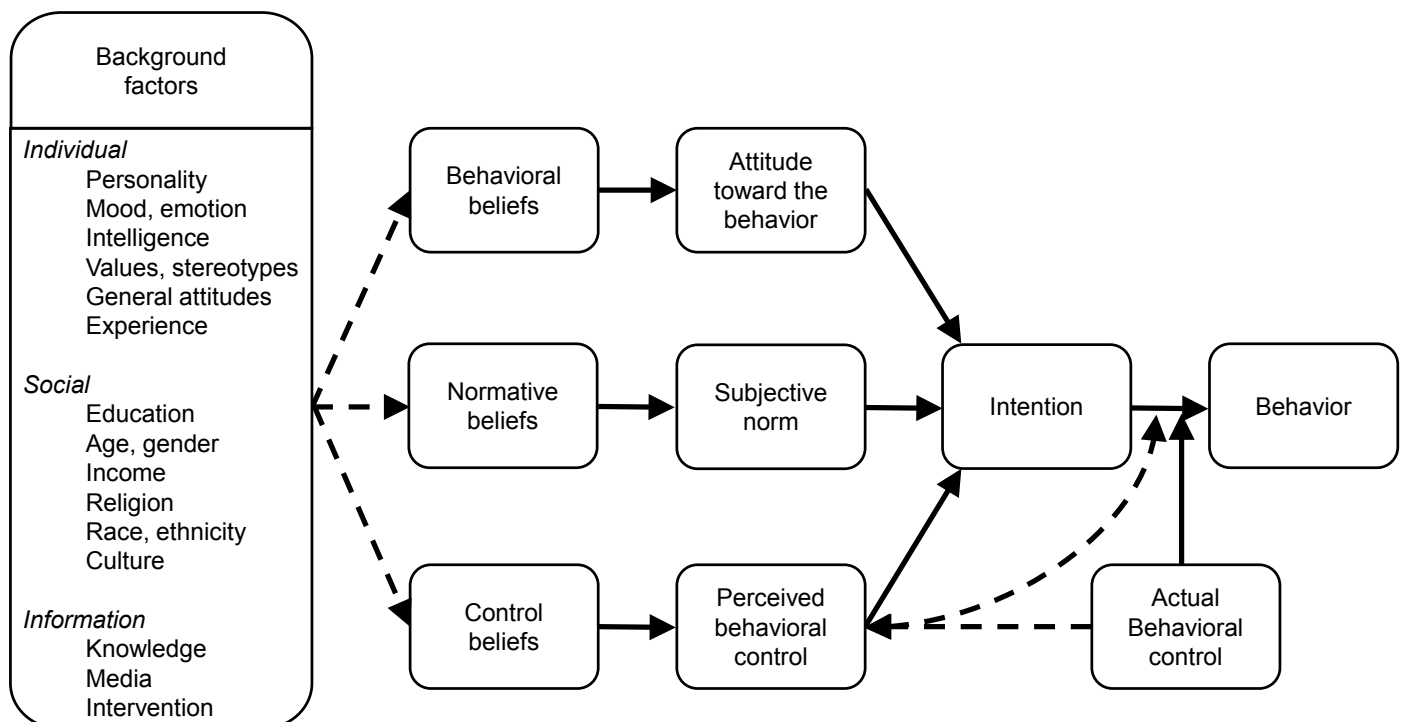 Background
factors
Individual
Personality
Mood, emotion
Intelligence
Values, stereotypes
General attitudes
Experience
Social
Education
Age, gender
Income
Religion
Race, ethnicity
Culture
Information
Knowledge
Media
Intervention
Behavioral
beliefs
Attitude
toward the
behavior
Normative
beliefs
Subjective
norm
Intention
Behavior
Control
beliefs
Perceived
behavioral
control
Actual
Behavioral
control